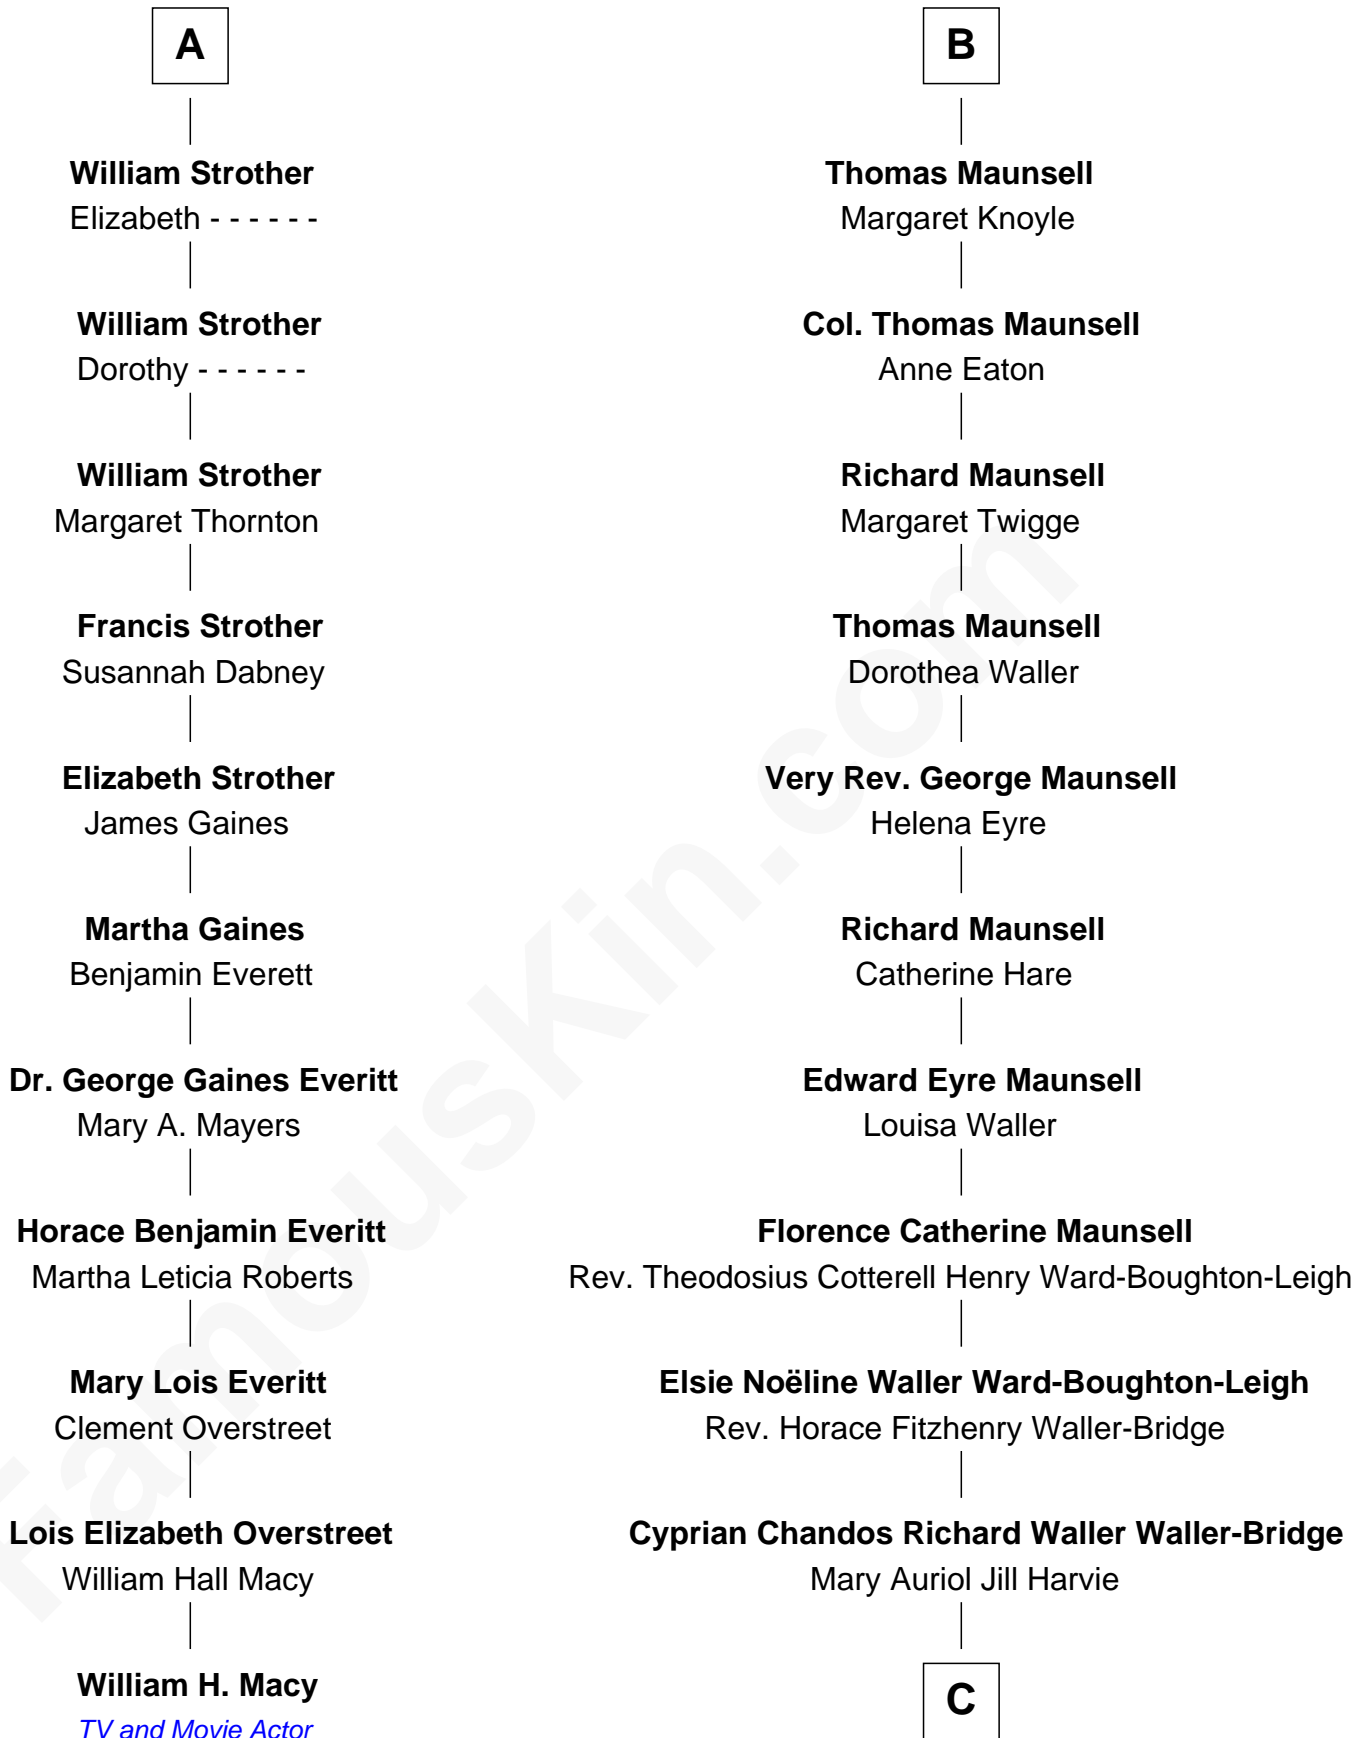 A
William Strother
Elizabeth - - - - - -
William Strother
Dorothy - - - - - -
William Strother
Margaret Thornton
Francis Strother
Susannah Dabney
Elizabeth Strother
James Gaines
Martha Gaines
Benjamin Everett
Dr. George Gaines Everitt
Mary A. Mayers
Horace Benjamin Everitt
Martha Leticia Roberts
Mary Lois Everitt
Clement Overstreet
Lois Elizabeth Overstreet
William Hall Macy
William H. Macy
TV and Movie Actor
B
Thomas Maunsell
Margaret Knoyle
Col. Thomas Maunsell
Anne Eaton
Richard Maunsell
Margaret Twigge
Thomas Maunsell
Dorothea Waller
Very Rev. George Maunsell
Helena Eyre
Richard Maunsell
Catherine Hare
Edward Eyre Maunsell
Louisa Waller
Florence Catherine Maunsell
Rev. Theodosius Cotterell Henry Ward-Boughton-Leigh
Elsie Noëline Waller Ward-Boughton-Leigh
Rev. Horace Fitzhenry Waller-Bridge
Cyprian Chandos Richard Waller Waller-Bridge
Mary Auriol Jill Harvie
C
FamousKin.com